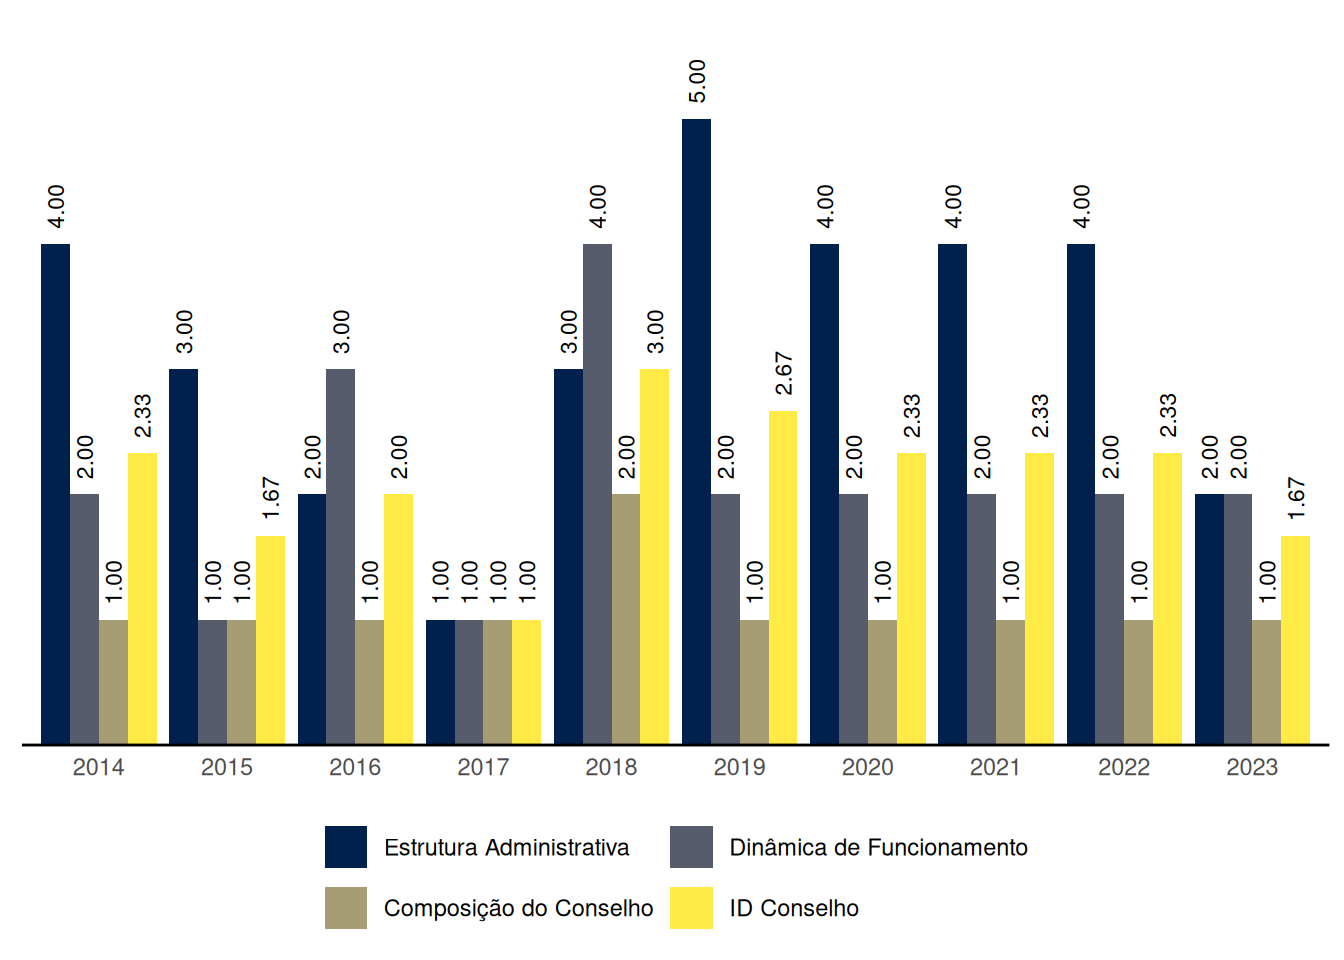 4.00 2.00 1.00 2.33 3.00 1.00 1.00 1.67 2.00 3.00 1.00 2.00 1.00 1.00 1.00 1.00 3.00 4.00 2.00 3.00 5.00 2.00 1.00 2.67 4.00 2.00 1.00 2.33 4.00 2.00 1.00 2.33 4.00 2.00 1.00 2.33 2.00 2.00 1.00 1.67
2014 2015 2016 2017 2018 2019 2020 2021 2022 2023
Estrutura Administrativa Dinâmica de Funcionamento
Composição do Conselho ID Conselho